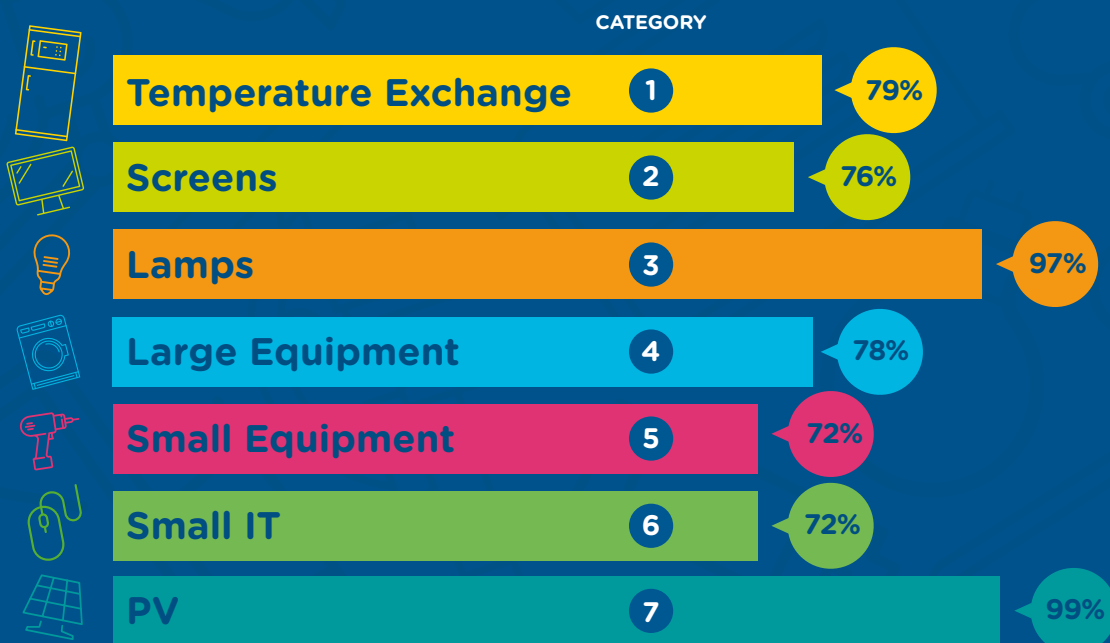 CATEGORY
Temperature Exchange 1 79%
Screens 2 76%
Lamps 3 97%
Large Equipment 4 78%
Small Equipment 5 72%
Small IT 6 72%
PV 7 99%